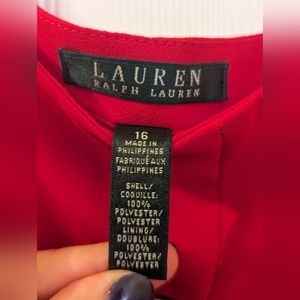 LAUREN
RALPH LAUREN
16
MADE IN
PHILIPPINES
FABRIQUÉ AUX
PHILIPPINES
SHELL/
COQUILLE:
100%
POLYESTER/
POLYESTER
LINING/
DOUBLURE:
100%
POLYESTER/
POLYESTER